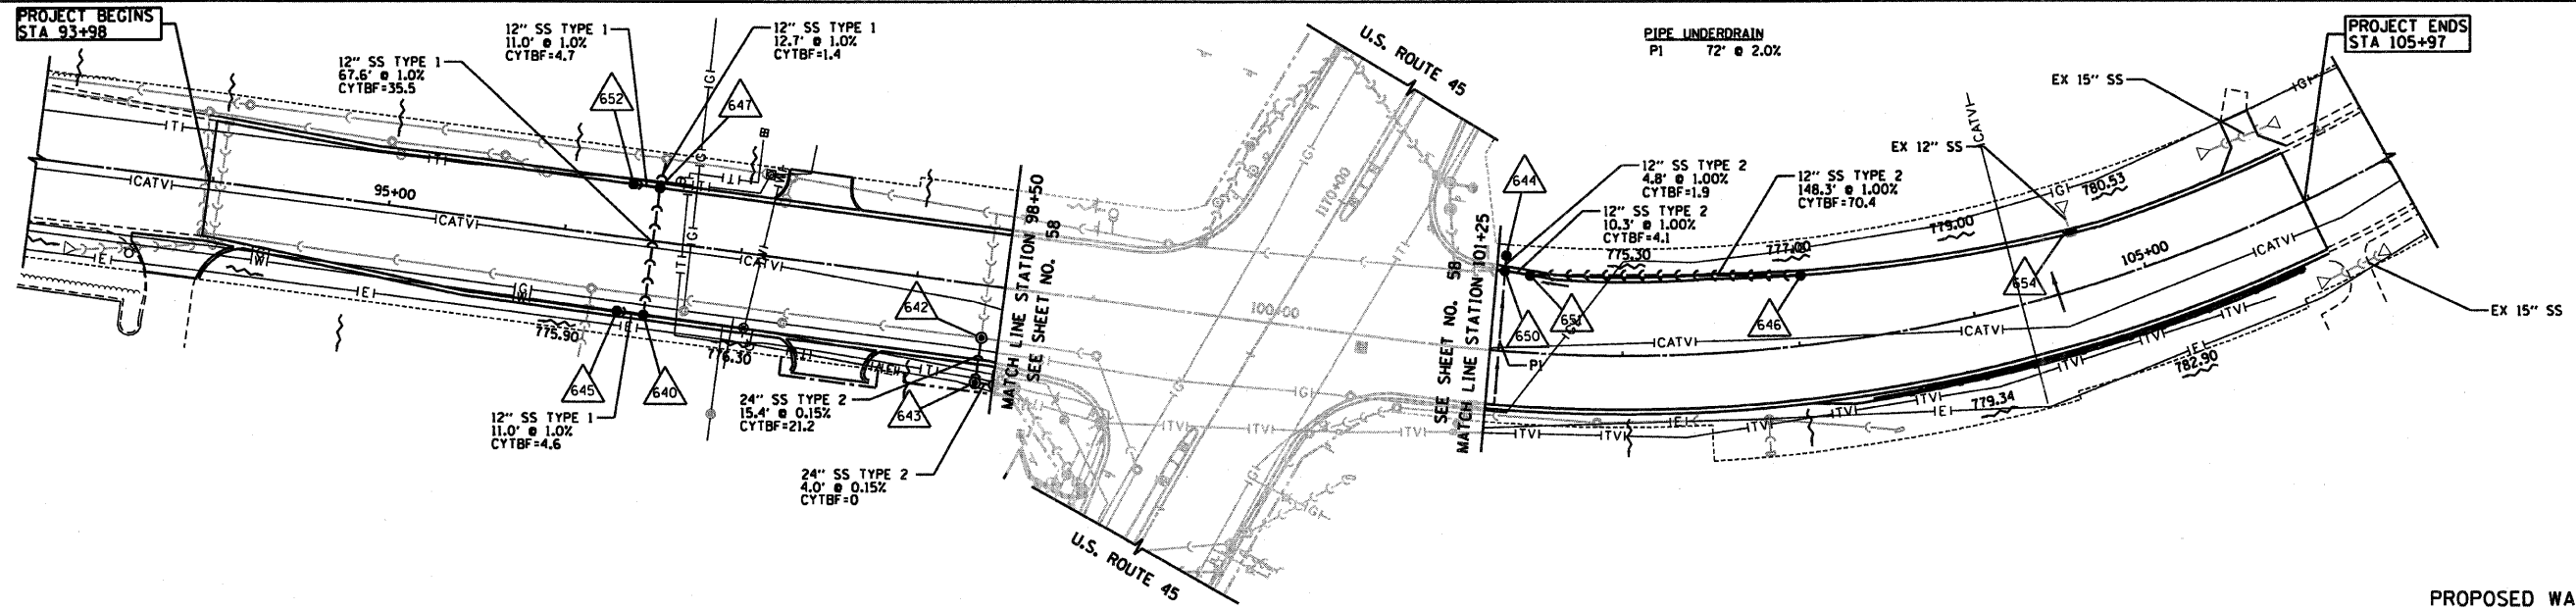 PROJECT BEGINS
STA 93+98
12" SS TYPE 1
67.6' @ 1.0%
CYTBF=35.5
12" SS TYPE 1
11.0' @ 1.0%
CYTBF=4.7
12" SS TYPE 1
12.7' @ 1.0%
CYTBF=1.4
652
647
95+00
CATV
CATV
CATV
775.90
776.30
645
640
12" SS TYPE 1
11.0' @ 1.0%
CYTBF=4.6
642
643
24" SS TYPE 2
15.4' @ 0.15%
CYTBF=21.2
24" SS TYPE 2
4.0' @ 0.15%
CYTBF=0
MATCH LINE STATION 98+50
SEE SHEET NO. 58
U.S. ROUTE 45
1170+00
100+00
U.S. ROUTE 45
SEE SHEET NO. 58
MATCH LINE STATION 101+25
PIPE UNDERDRAIN
P1 72' @ 2.0%
644
12" SS TYPE 2
4.8' @ 1.00%
CYTBF=1.9
12" SS TYPE 2
10.3' @ 1.00%
CYTBF=4.1
12" SS TYPE 2
148.3' @ 1.00%
CYTBF=70.4
775.30
777.00
779.00
780.53
650
651
646
654
P1
CATV
CATV
CATV
CATV
105+00
779.34
782.90
EX 12" SS
EX 15" SS
EX 15" SS
PROJECT ENDS
STA 105+97
PROPOSED WA